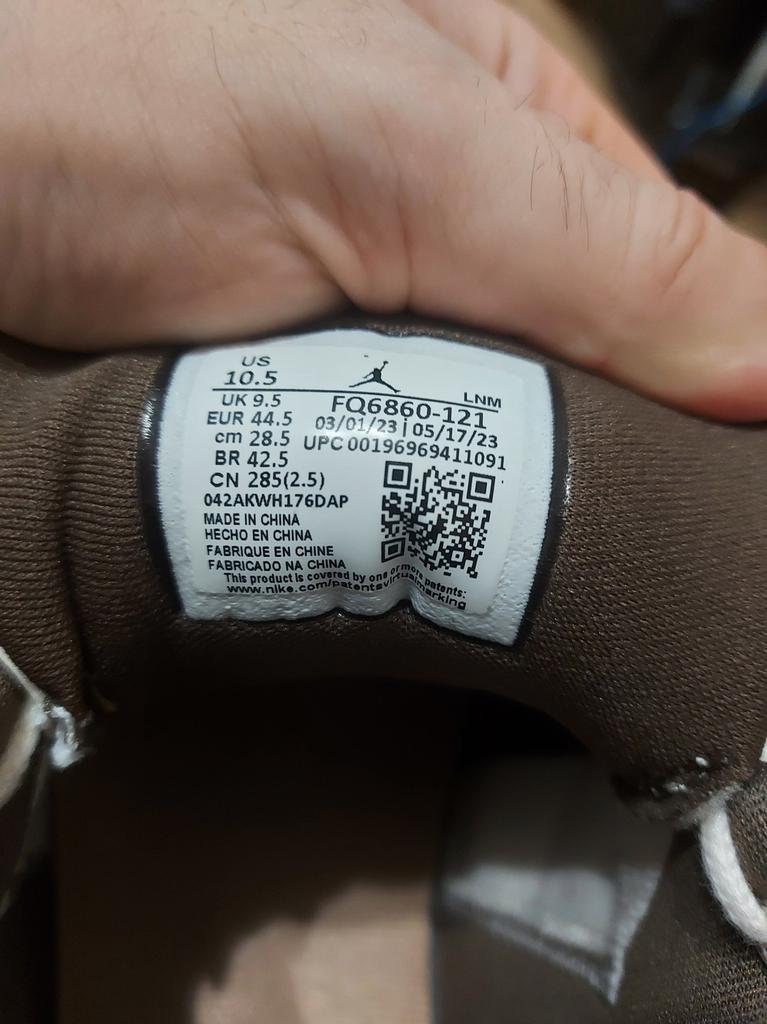 US
10.5
LNM
UK 9.5
FQ6860-121
EUR 44.5
03/01/23 | 05/17/23
cm 28.5
UPC 00196969411091
BR 42.5
CN 285(2.5)
042AKWH176DAP
MADE IN CHINA
HECHO EN CHINA
FABRIQUE EN CHINE
FABRICADO NA CHINA
This product is covered by one or more patents:
www.nike.com/patentsvirtualmarking